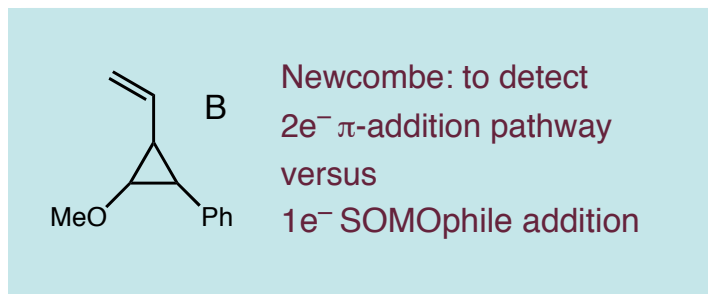 B
MeO
Ph
Newcombe: to detect
2e⁻ π-addition pathway
versus
1e⁻ SOMOphile addition